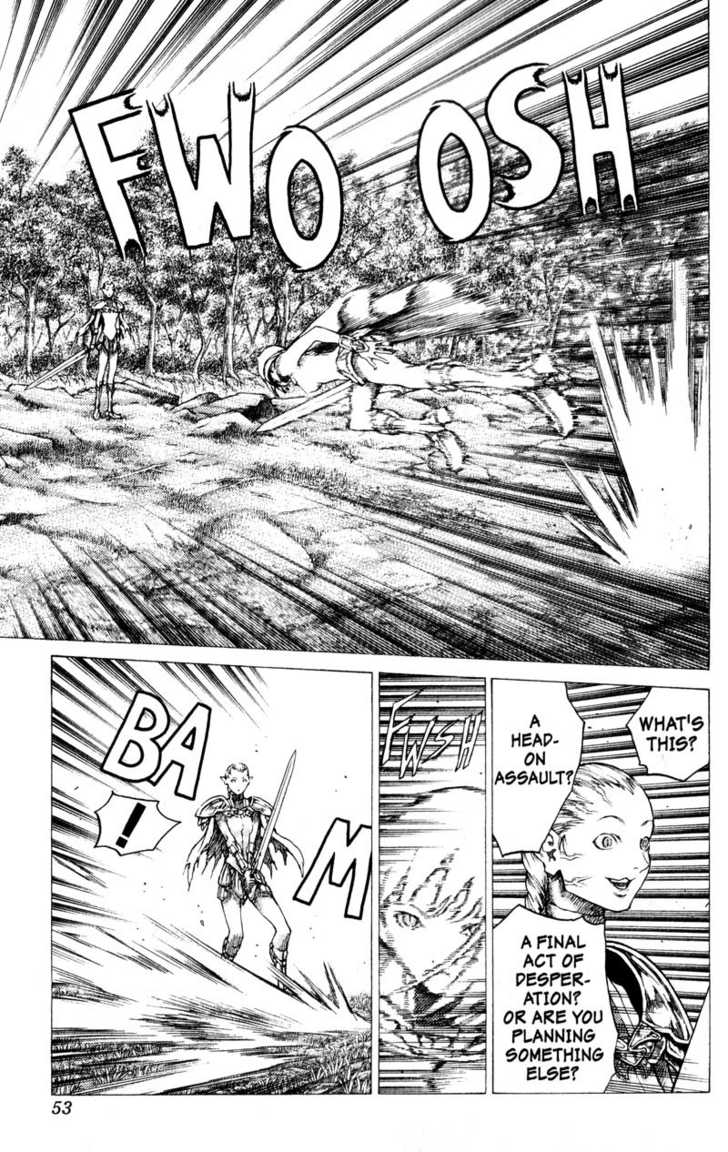 FWO OSH
WHAT'S
THIS?
A
HEAD-
ON
ASSAULT?
A FINAL
ACT OF
DESPER-
ATION?
OR ARE YOU
PLANNING
SOMETHING
ELSE?
FWSH
BA
M
!
53